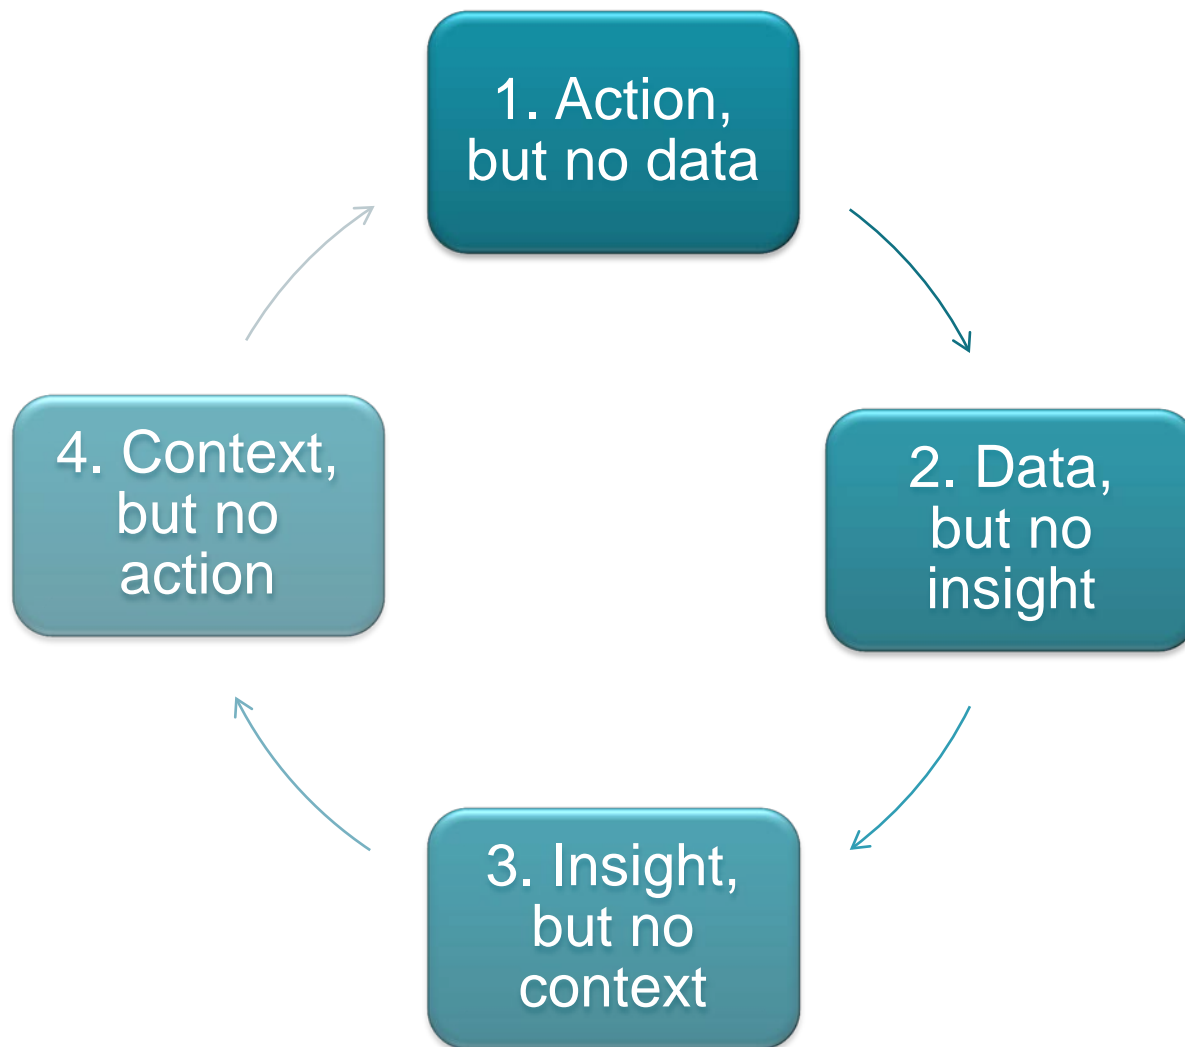 1. Action,
but no data
2. Data,
but no
insight
3. Insight,
but no
context
4. Context,
but no
action